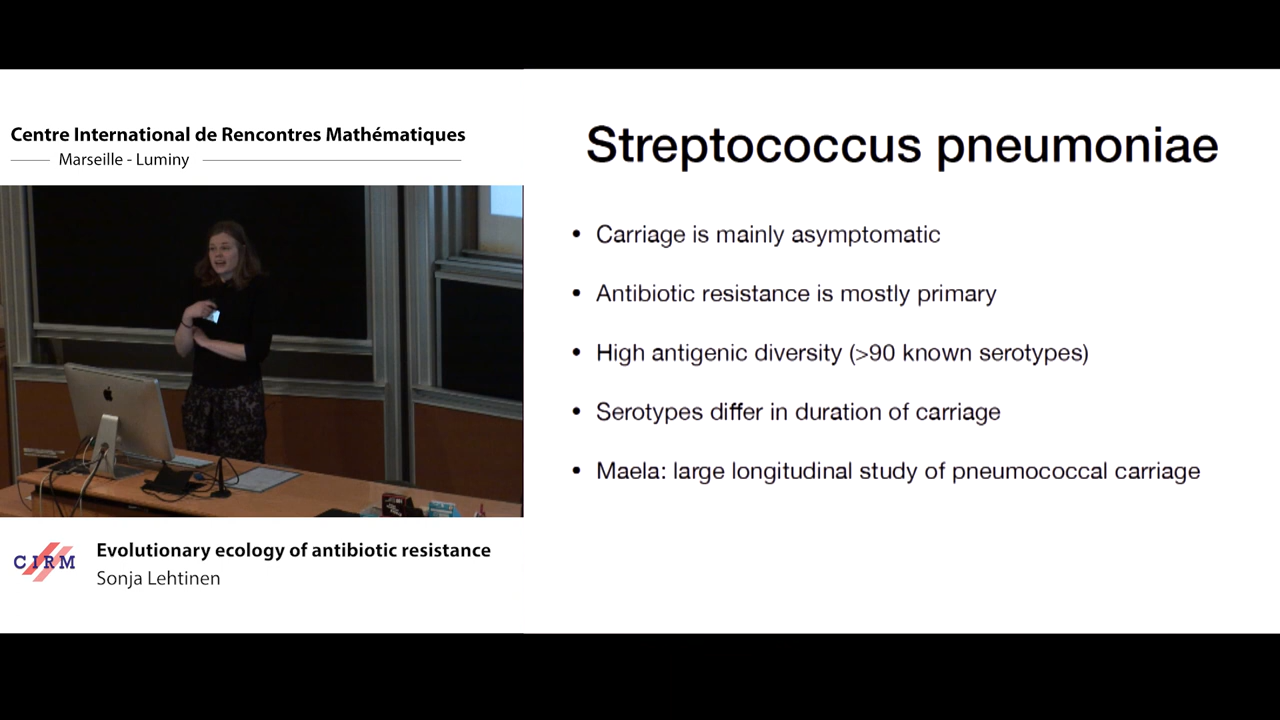 Centre International de Rencontres Mathématiques
Marseille - Luminy
Streptococcus pneumoniae
• Carriage is mainly asymptomatic
• Antibiotic resistance is mostly primary
• High antigenic diversity (>90 known serotypes)
• Serotypes differ in duration of carriage
• Maela: large longitudinal study of pneumococcal carriage
CIRM
Evolutionary ecology of antibiotic resistance
Sonja Lehtinen